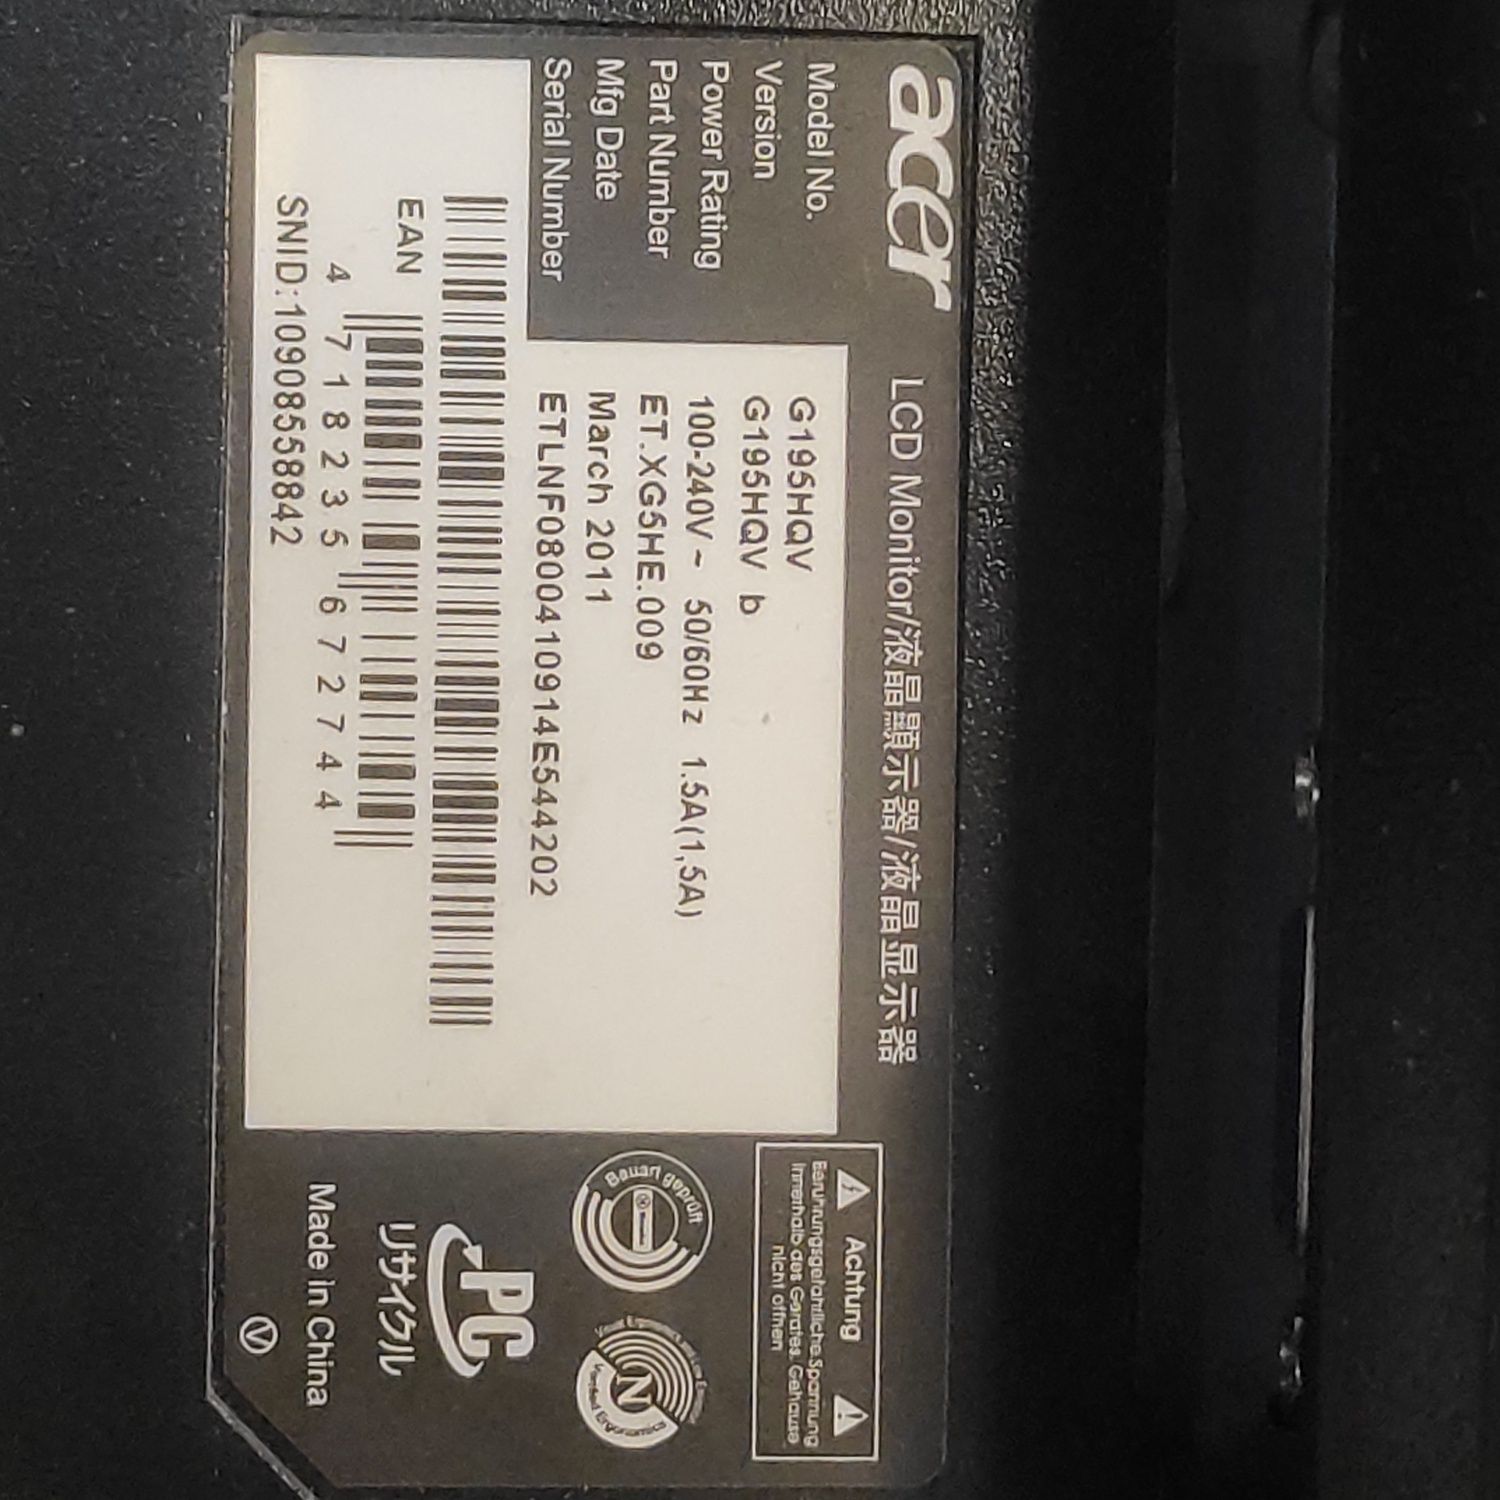 acer LCD Monitor/液晶顯示器/液晶显示器
Model No. G195HQV
Version G195HQV b
Power Rating 100-240V~ 50/60Hz 1.5A(1,5A)
Part Number ET.XG5HE.009
Mfg Date March 2011
Serial Number ETLNF0800410914E544202
EAN
4 718235 672744
SNID:10908558842
Achtung
Berührungsgefährliche Spannung
innerhalb des Gerätes. Gehäuse
nicht öffnen
Bauart geprüft
N
PC
リサイクル
Made in China
V